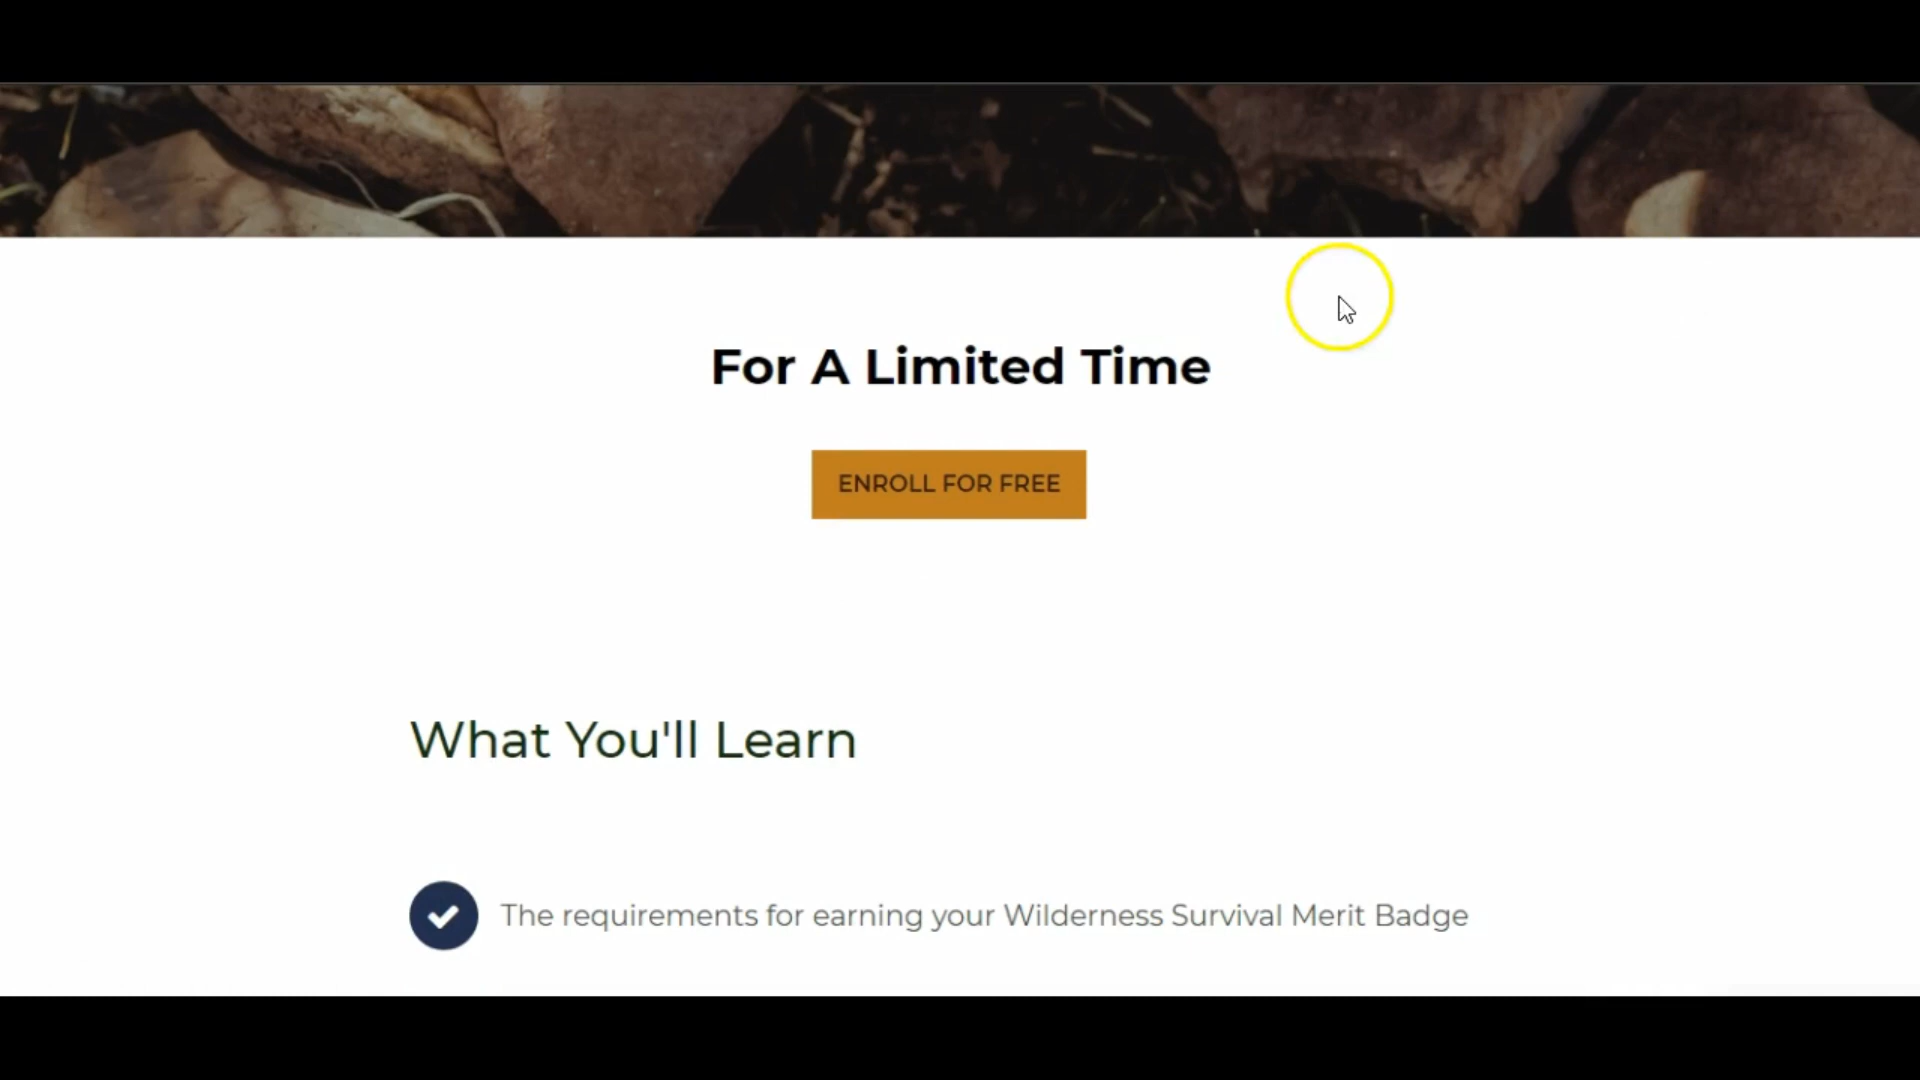 For A Limited Time
ENROLL FOR FREE
What You'll Learn
The requirements for earning your Wilderness Survival Merit Badge